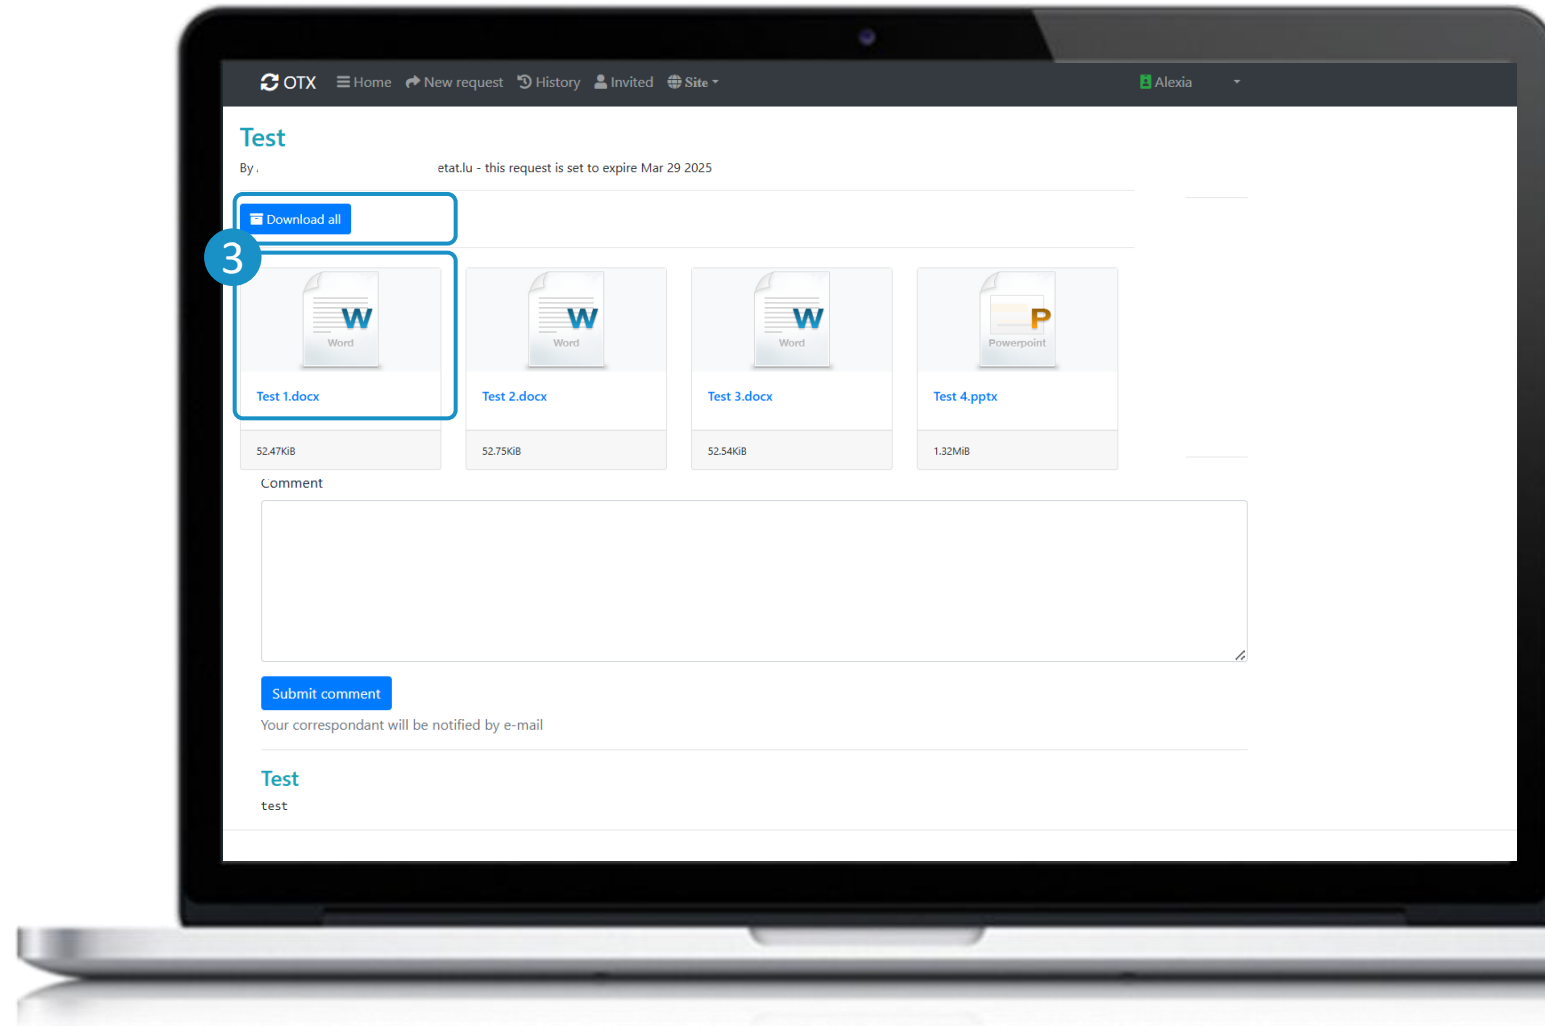 OTX Home New request History Invited Site Alexia
Test
By etat.lu - this request is set to expire Mar 29 2025
Download all
3
W W W P
Word Word Word Powerpoint
Test 1.docx Test 2.docx Test 3.docx Test 4.pptx
52.47KiB 52.75KiB 52.54KiB 1.32MiB
Comment
Submit comment
Your correspondant will be notified by e-mail
Test
test